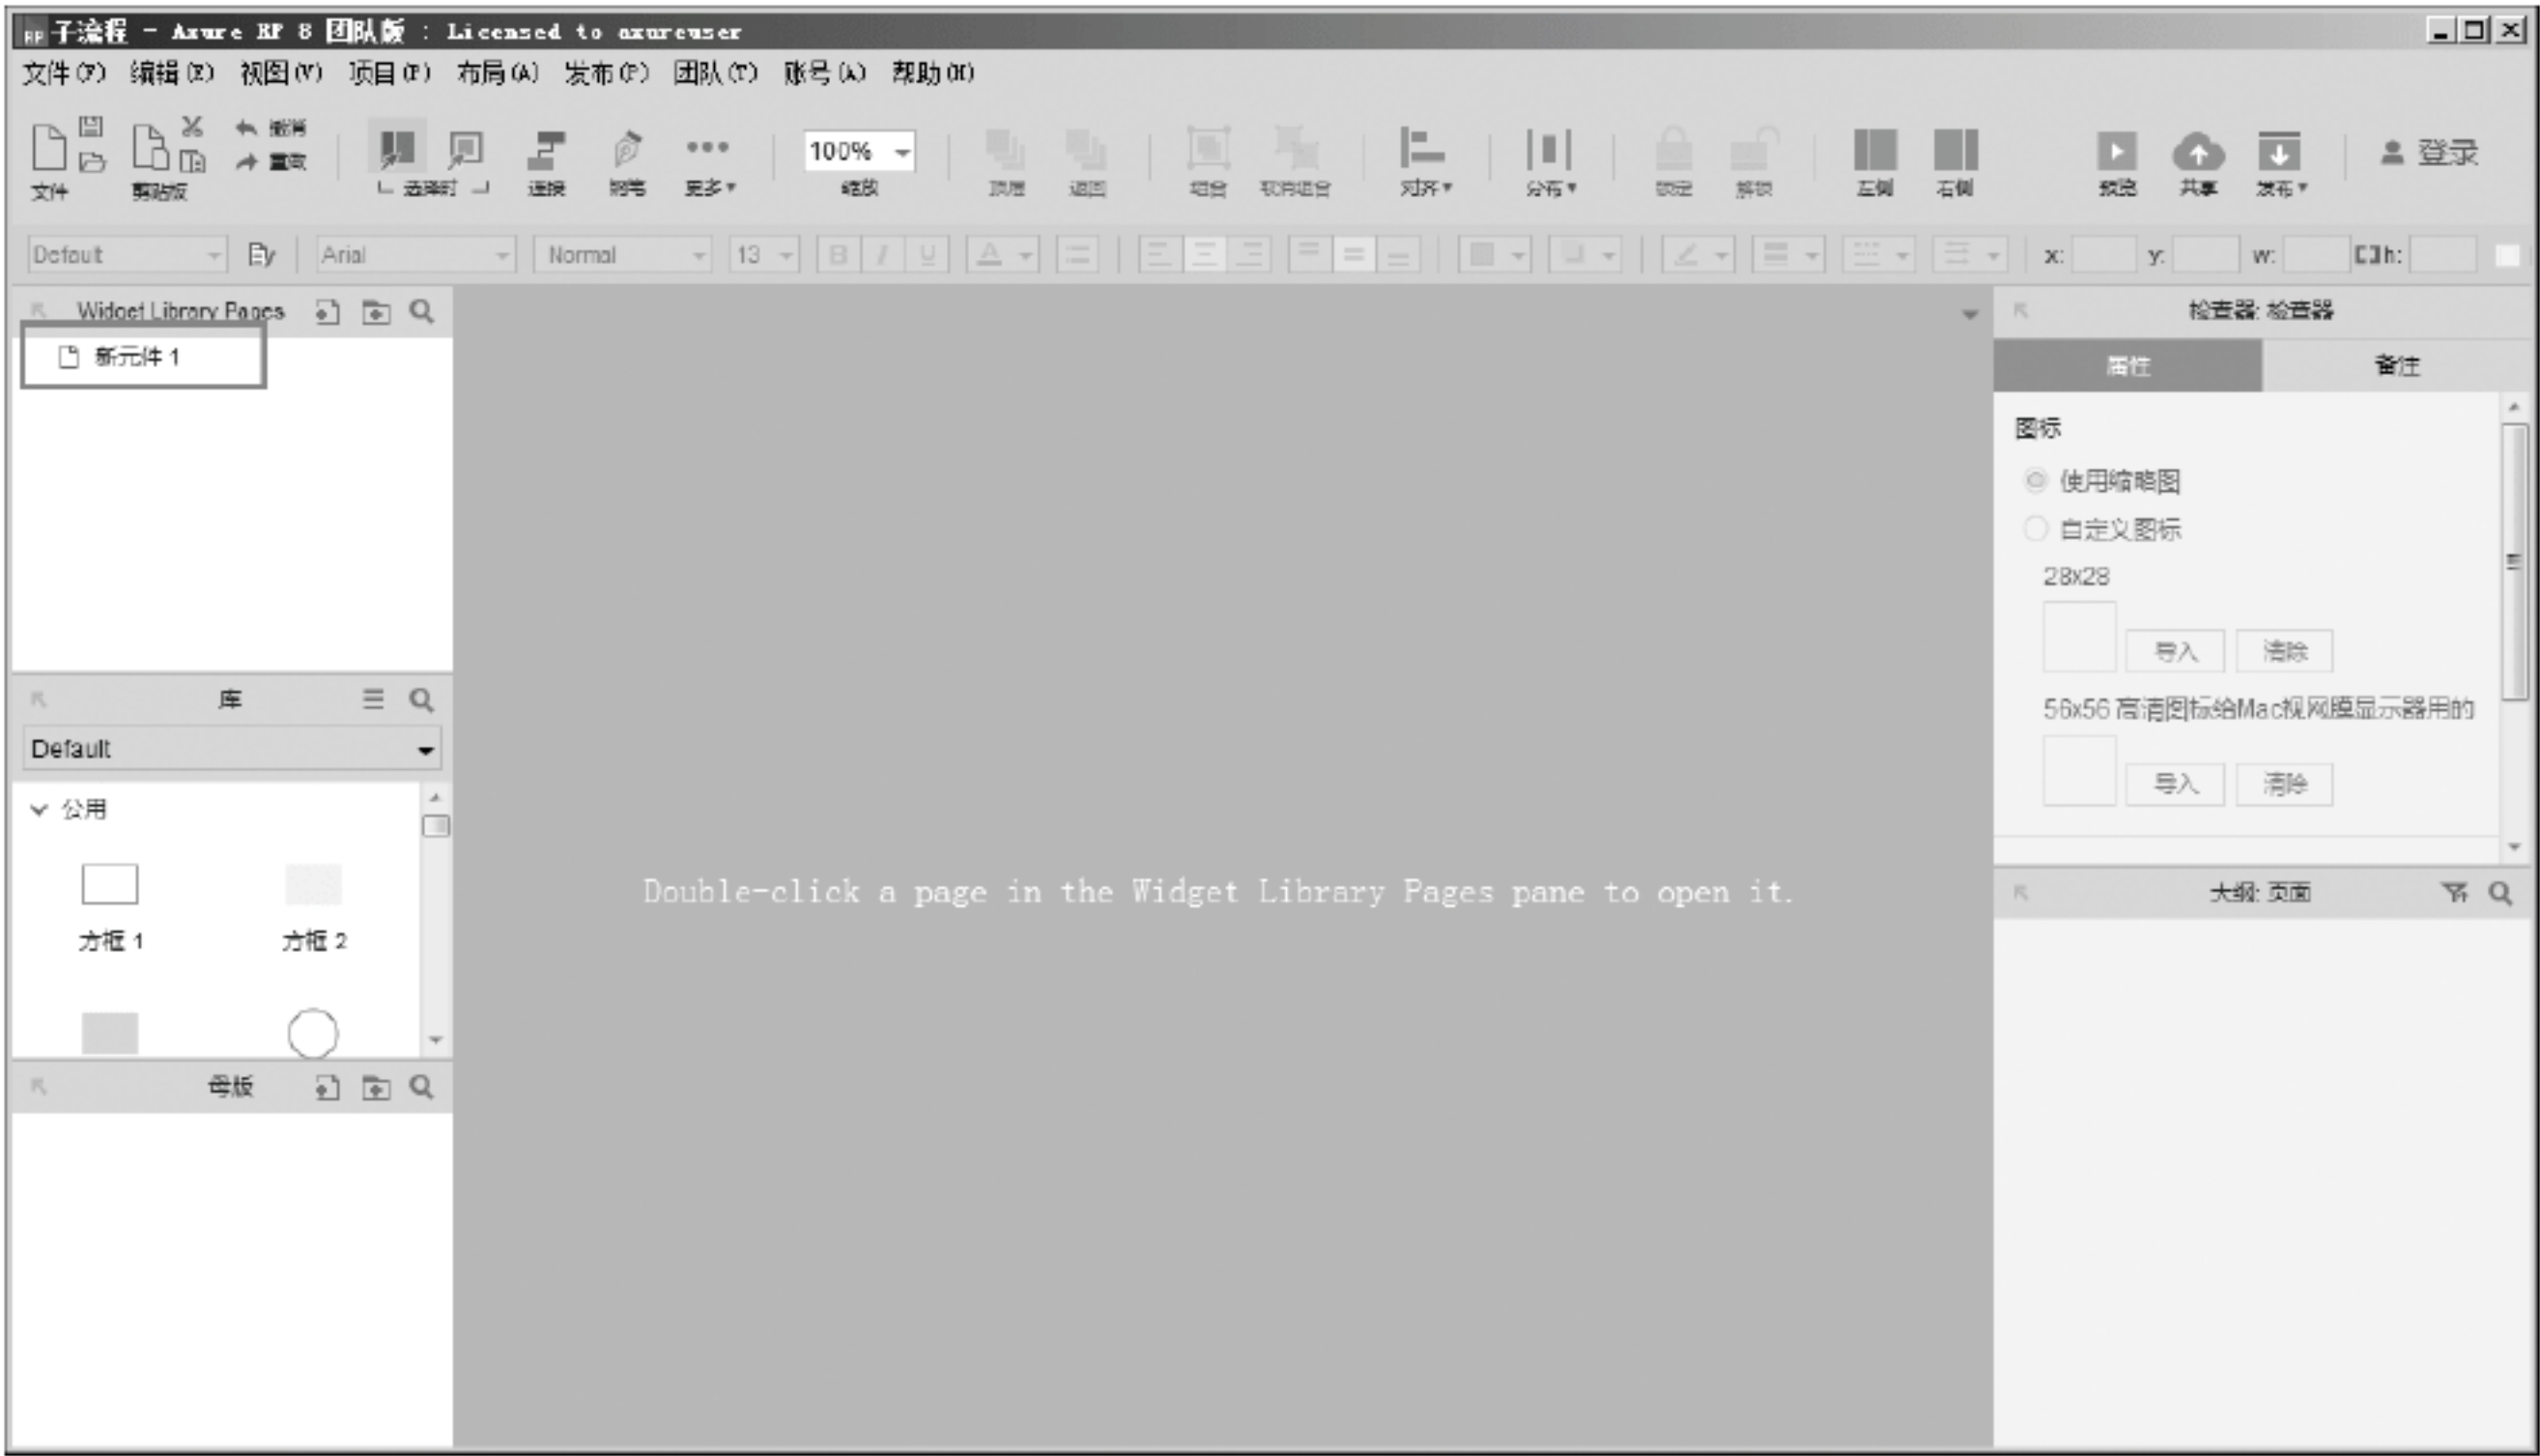 子流程 - Axure RP 8 团队版 : Licensed to axureuser
文件(F) 编辑(E) 视图(V) 项目(P) 布局(A) 发布(P) 团队(T) 账号(A) 帮助(H)
撤消
重做
100%
登录
文件 剪贴板 选择时 连接 钢笔 更多 缩放 顶层 返回 组合 取消组合 对齐 分布 锁定 解锁 左侧 右侧 预览 共享 发布
Default Arial Normal 13 B I U A x: y: w: h:
Widget Library Pages
新元件 1
库
Default
公用
方框 1 方框 2
母版
Double-click a page in the Widget Library Pages pane to open it.
检查器: 检查器
属性 备注
图标
使用缩略图
自定义图标
28x28
导入 清除
56x56 高清图标给Mac视网膜显示器用的
导入 清除
大纲: 页面